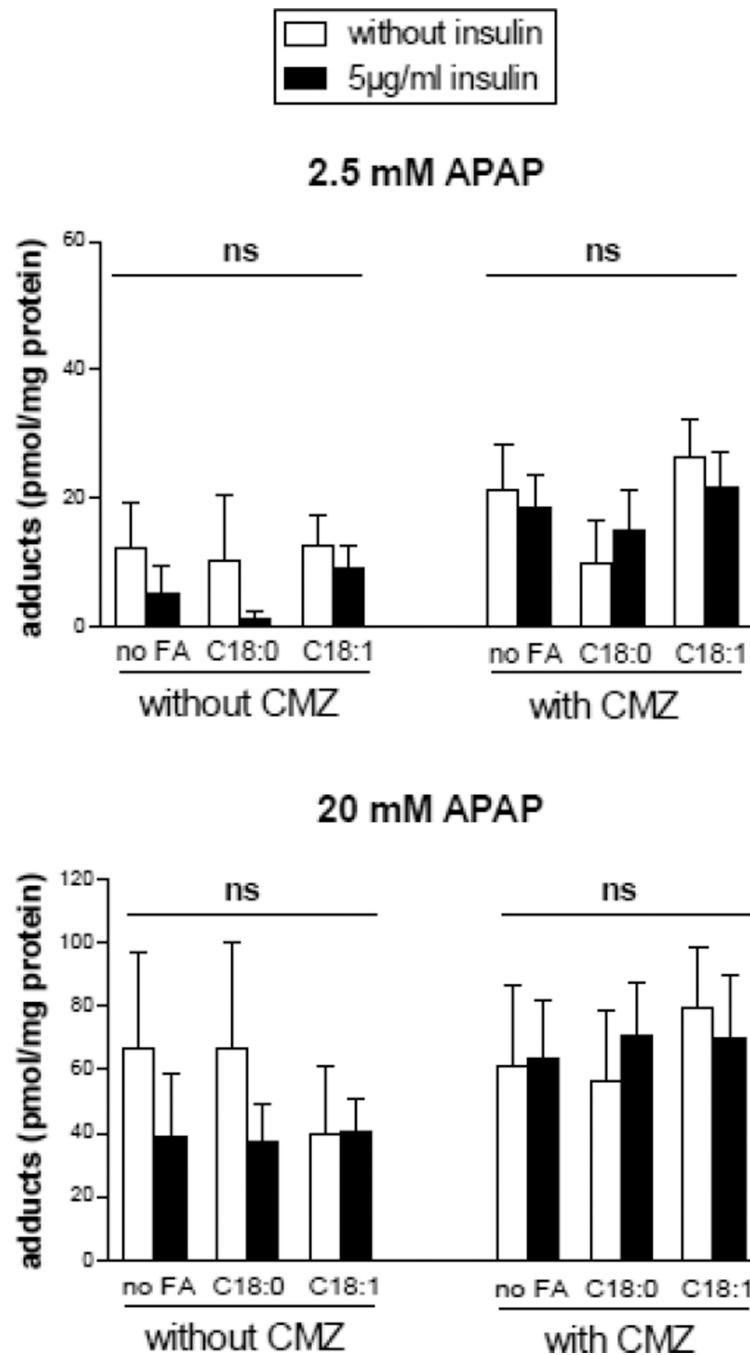 without insulin
5µg/ml insulin
2.5 mM APAP
adducts (pmol/mg protein)
60
40
20
0
ns
ns
no FA C18:0 C18:1
no FA C18:0 C18:1
without CMZ
with CMZ
20 mM APAP
adducts (pmol/mg protein)
120
100
80
60
40
20
0
ns
ns
no FA C18:0 C18:1
no FA C18:0 C18:1
without CMZ
with CMZ